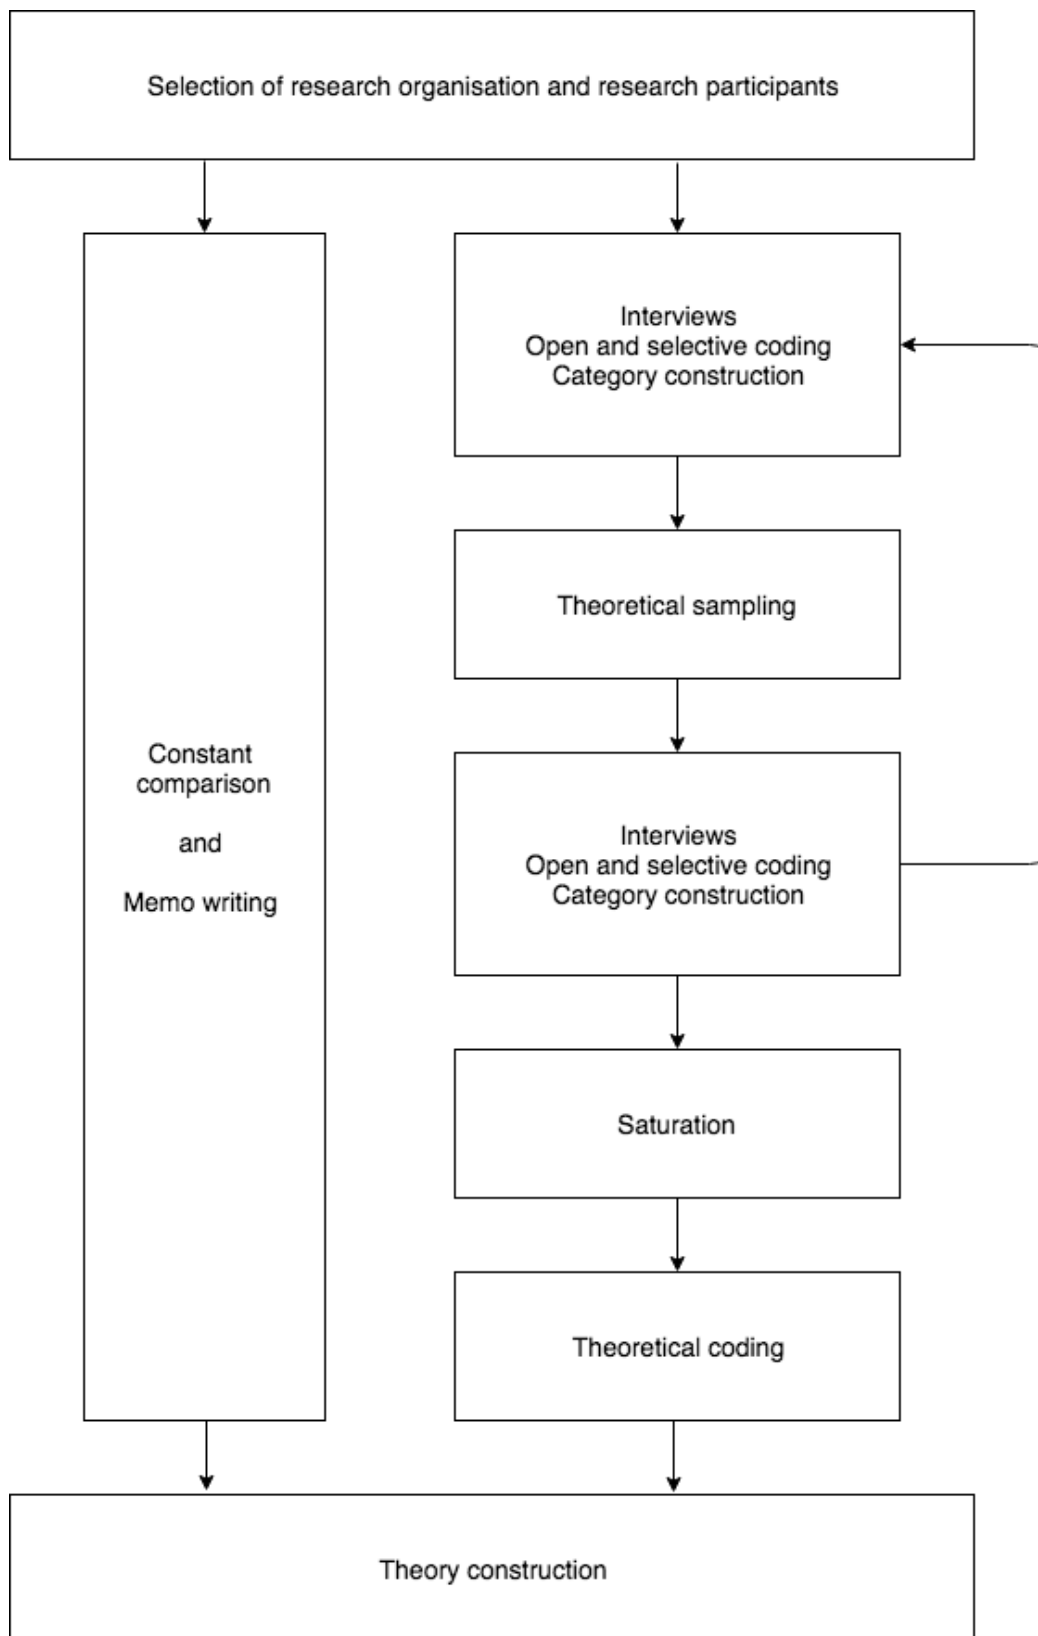 Selection of research organisation and research participants
Interviews
Open and selective coding
Category construction
Theoretical sampling
Constant
comparison
and
Memo writing
Interviews
Open and selective coding
Category construction
Saturation
Theoretical coding
Theory construction